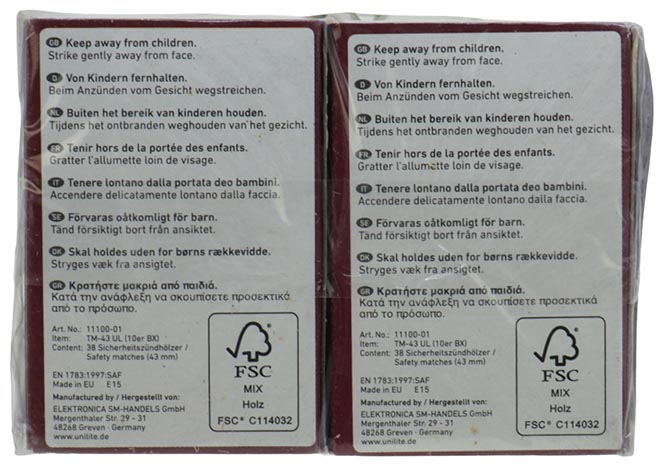 GB Keep away from children.
Strike gently away from face.
D Von Kindern fernhalten.
Beim Anzünden vom Gesicht wegstreichen.
NL Buiten het bereik van kinderen houden.
Tijdens het ontbranden weghouden van het gezicht.
FR Tenir hors de la portée des enfants.
Gratter l'allumette loin de visage.
IT Tenere lontano dalla portata deo bambini.
Accendere delicatamente lontano dalla faccia.
SE Förvaras oåtkomligt för barn.
Tänd försiktigt bort från ansiktet.
DK Skal holdes uden for børns rækkevidde.
Stryges væk fra ansigtet.
GR Κρατήστε μακριά από παιδιά.
Κατά την ανάφλεξη να σκουπίσετε προσεκτικά
από το πρόσωπο.
Art. No.: 11100-01
Item: TM-43 UL (10er BX)
Content: 38 Sicherheitszündhölzer /
Safety matches (43 mm)
EN 1783:1997:SAF
Made in EU E 15
Manufactured by / Hergestellt von:
ELEKTRONICA SM-HANDELS GmbH
Mergenthaler Str. 29 - 31
48268 Greven - Germany
www.unilite.de
FSC
MIX
Holz
FSC® C114032
GB Keep away from children.
Strike gently away from face.
D Von Kindern fernhalten.
Beim Anzünden vom Gesicht wegstreichen.
NL Buiten het bereik van kinderen houden.
Tijdens het ontbranden weghouden van het gezicht.
FR Tenir hors de la portée des enfants.
Gratter l'allumette loin de visage.
IT Tenere lontano dalla portata deo bambini.
Accendere delicatamente lontano dalla faccia.
SE Förvaras oåtkomligt för barn.
Tänd försiktigt bort från ansiktet.
DK Skal holdes uden for børns rækkevidde.
Stryges væk fra ansigtet.
GR Κρατήστε μακριά από παιδιά.
Κατά την ανάφλεξη να σκουπίσετε προσεκτικά
από το πρόσωπο.
Art. No.: 11100-01
Item: TM-43 UL (10er BX)
Content: 38 Sicherheitszündhölzer /
Safety matches (43 mm)
EN 1783:1997:SAF
Made in EU E 15
Manufactured by / Hergestellt von:
ELEKTRONICA SM-HANDELS GmbH
Mergenthaler Str. 29 - 31
48268 Greven - Germany
www.unilite.de
FSC
MIX
Holz
FSC® C114032